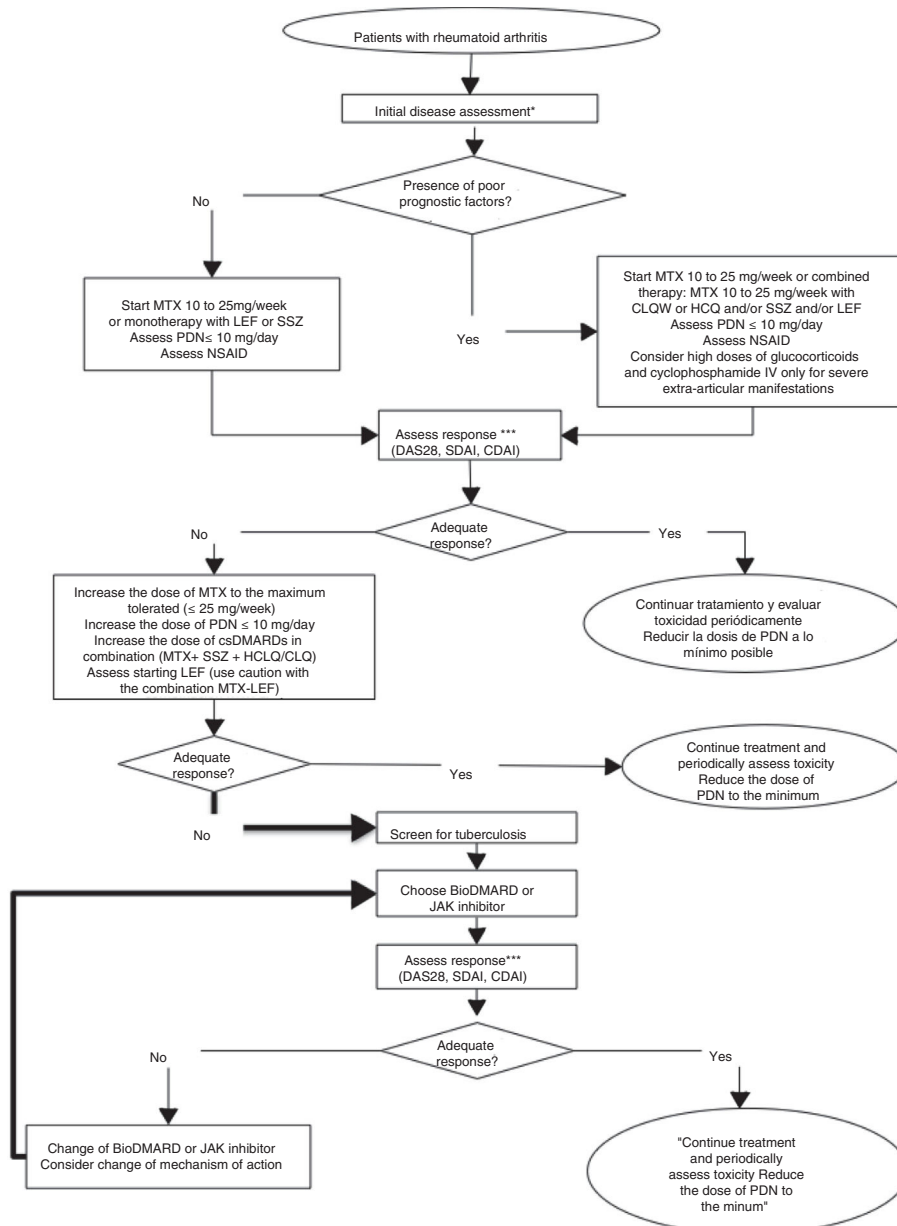 Patients with rheumatoid arthritis
Initial disease assessment*
Presence of poor
prognostic factors?
No
Yes
Start MTX 10 to 25mg/week
or monotherapy with LEF or SSZ
Assess PDN≤ 10 mg/day
Assess NSAID
Start MTX 10 to 25 mg/week or combined
therapy: MTX 10 to 25 mg/week with
CLQW or HCQ and/or SSZ and/or LEF
Assess PDN ≤ 10 mg/day
Assess NSAID
Consider high doses of glucocorticoids
and cyclophosphamide IV only for severe
extra-articular manifestations
Assess response ***
(DAS28, SDAI, CDAI)
Adequate
response?
No
Yes
Increase the dose of MTX to the maximum
tolerated (≤ 25 mg/week)
Increase the dose of PDN ≤ 10 mg/day
Increase the dose of csDMARDs in
combination (MTX+ SSZ + HCLQ/CLQ)
Assess starting LEF (use caution with
the combination MTX-LEF)
Continuar tratamiento y evaluar
toxicidad periódicamente
Reducir la dosis de PDN a lo
mínimo posible
Adequate
response?
Yes
Continue treatment and
periodically assess toxicity
Reduce the dose of
PDN to the minimum
No
Screen for tuberculosis
Choose BioDMARD or
JAK inhibitor
Assess response***
(DAS28, SDAI, CDAI)
Adequate
response?
No
Yes
Change of BioDMARD or JAK inhibitor
Consider change of mechanism of action
"Continue treatment
and periodically
assess toxicity Reduce
the dose of PDN to
the minum"